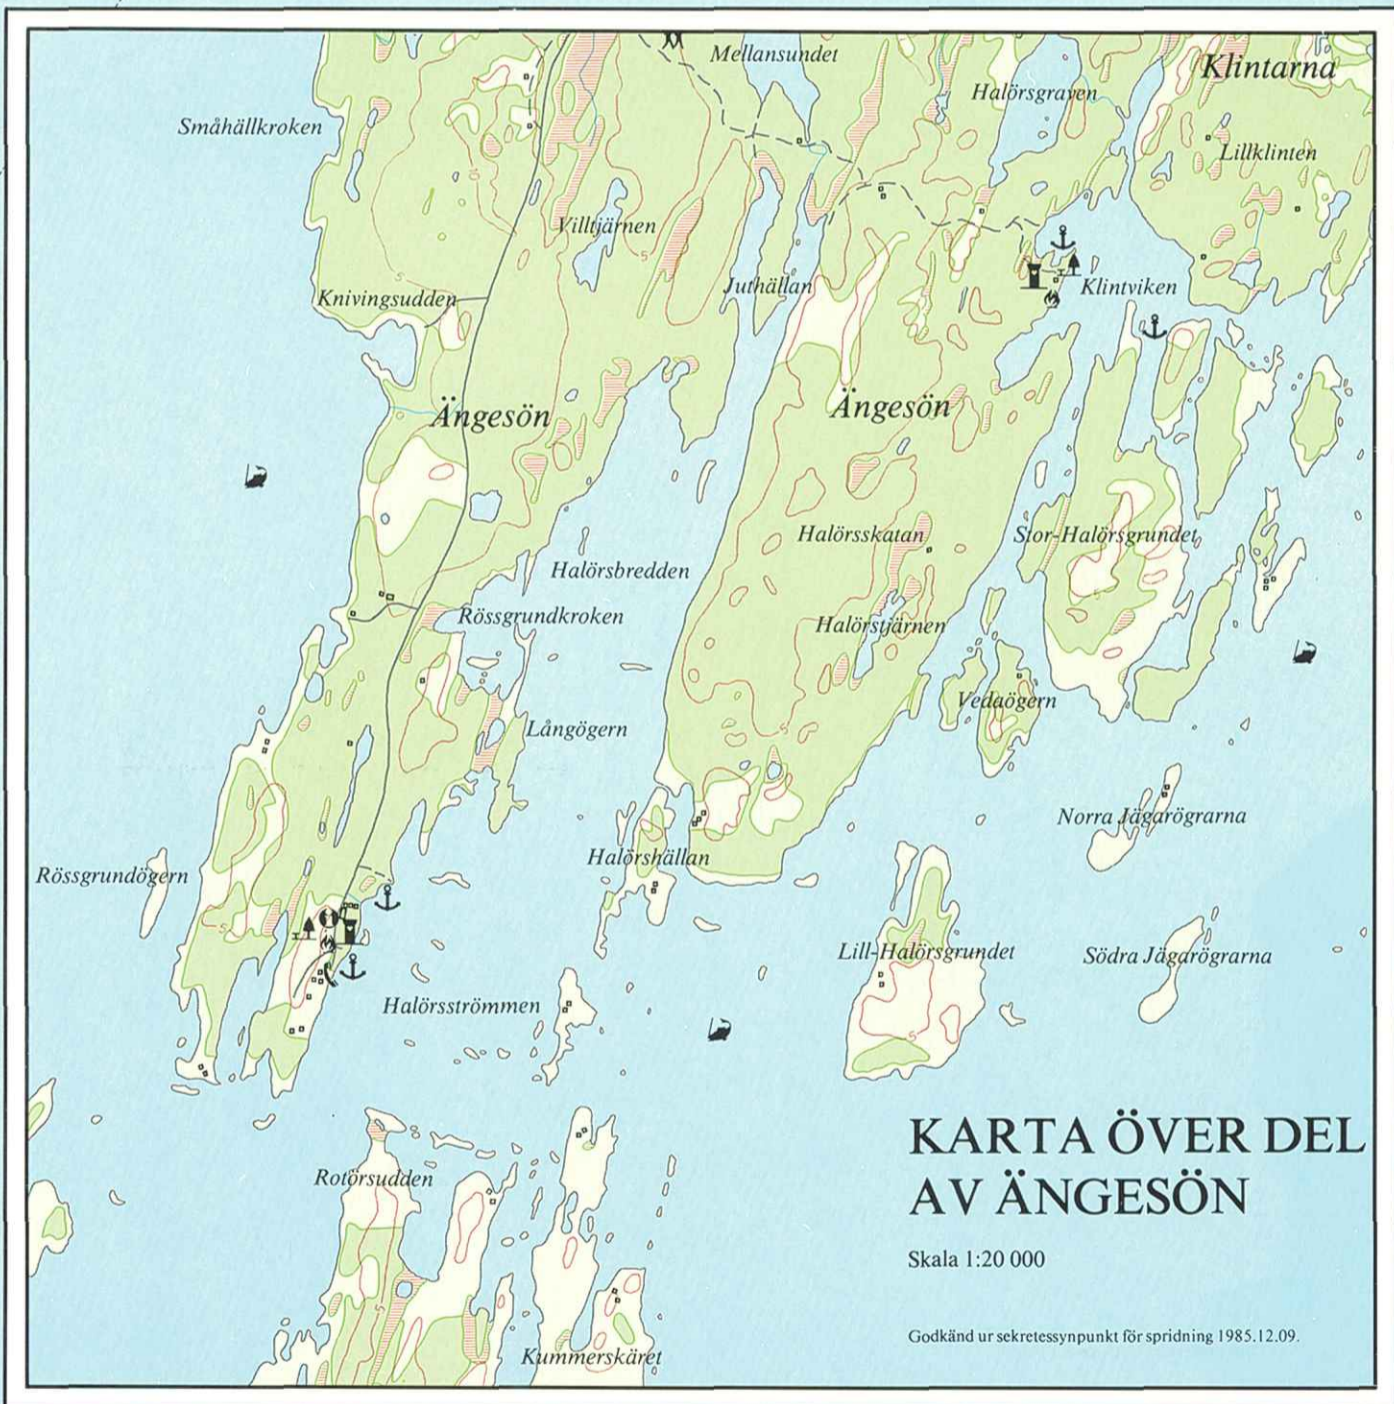 Mellansundet
Klintarna
Halörsgraven
Småhällkroken
Lillklinten
Villtjärnen
Juthällan
Klintviken
Knivingsudden
Ängesön
Ängesön
Halörsskatan
Stor-Halörsgrundet
Halörsbredden
Rössgrundkroken
Halörstjärnen
Vedaögern
Långögern
Norra Jägarögrarna
Halörshällan
Rössgrundögern
Lill-Halörsgrundet
Södra Jägarögrarna
Halörsströmmen
KARTA ÖVER DEL
AV ÄNGESÖN
Rotörsudden
Skala 1:20 000
Godkänd ur sekretessynpunkt för spridning 1985.12.09.
Kummerskäret